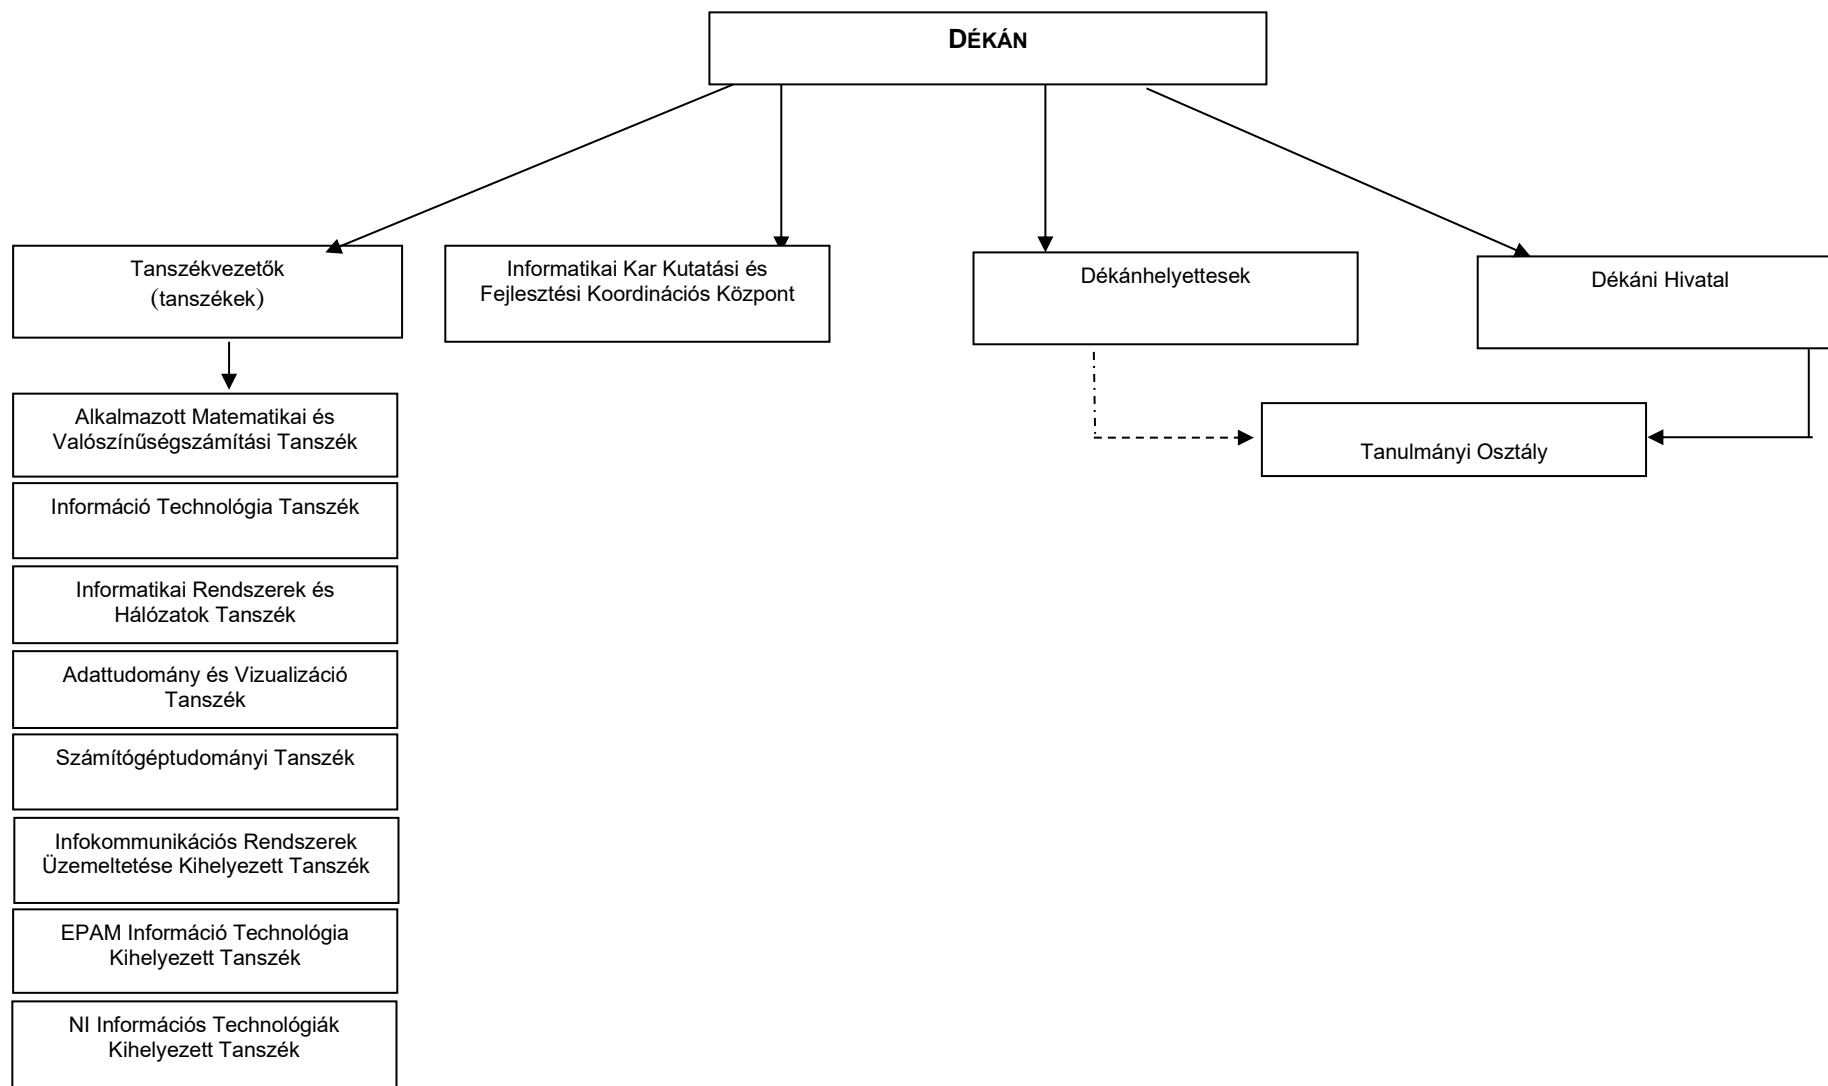 DÉKÁN
Tanszékvezetők
(tanszékek)
Informatikai Kar Kutatási és
Fejlesztési Koordinációs Központ
Dékánhelyettesek
Dékáni Hivatal
Alkalmazott Matematikai és
Valószínűségszámítási Tanszék
Tanulmányi Osztály
Információ Technológia Tanszék
Informatikai Rendszerek és
Hálózatok Tanszék
Adattudomány és Vizualizáció
Tanszék
Számítógéptudományi Tanszék
Infokommunikációs Rendszerek
Üzemeltetése Kihelyezett Tanszék
EPAM Információ Technológia
Kihelyezett Tanszék
NI Információs Technológiák
Kihelyezett Tanszék